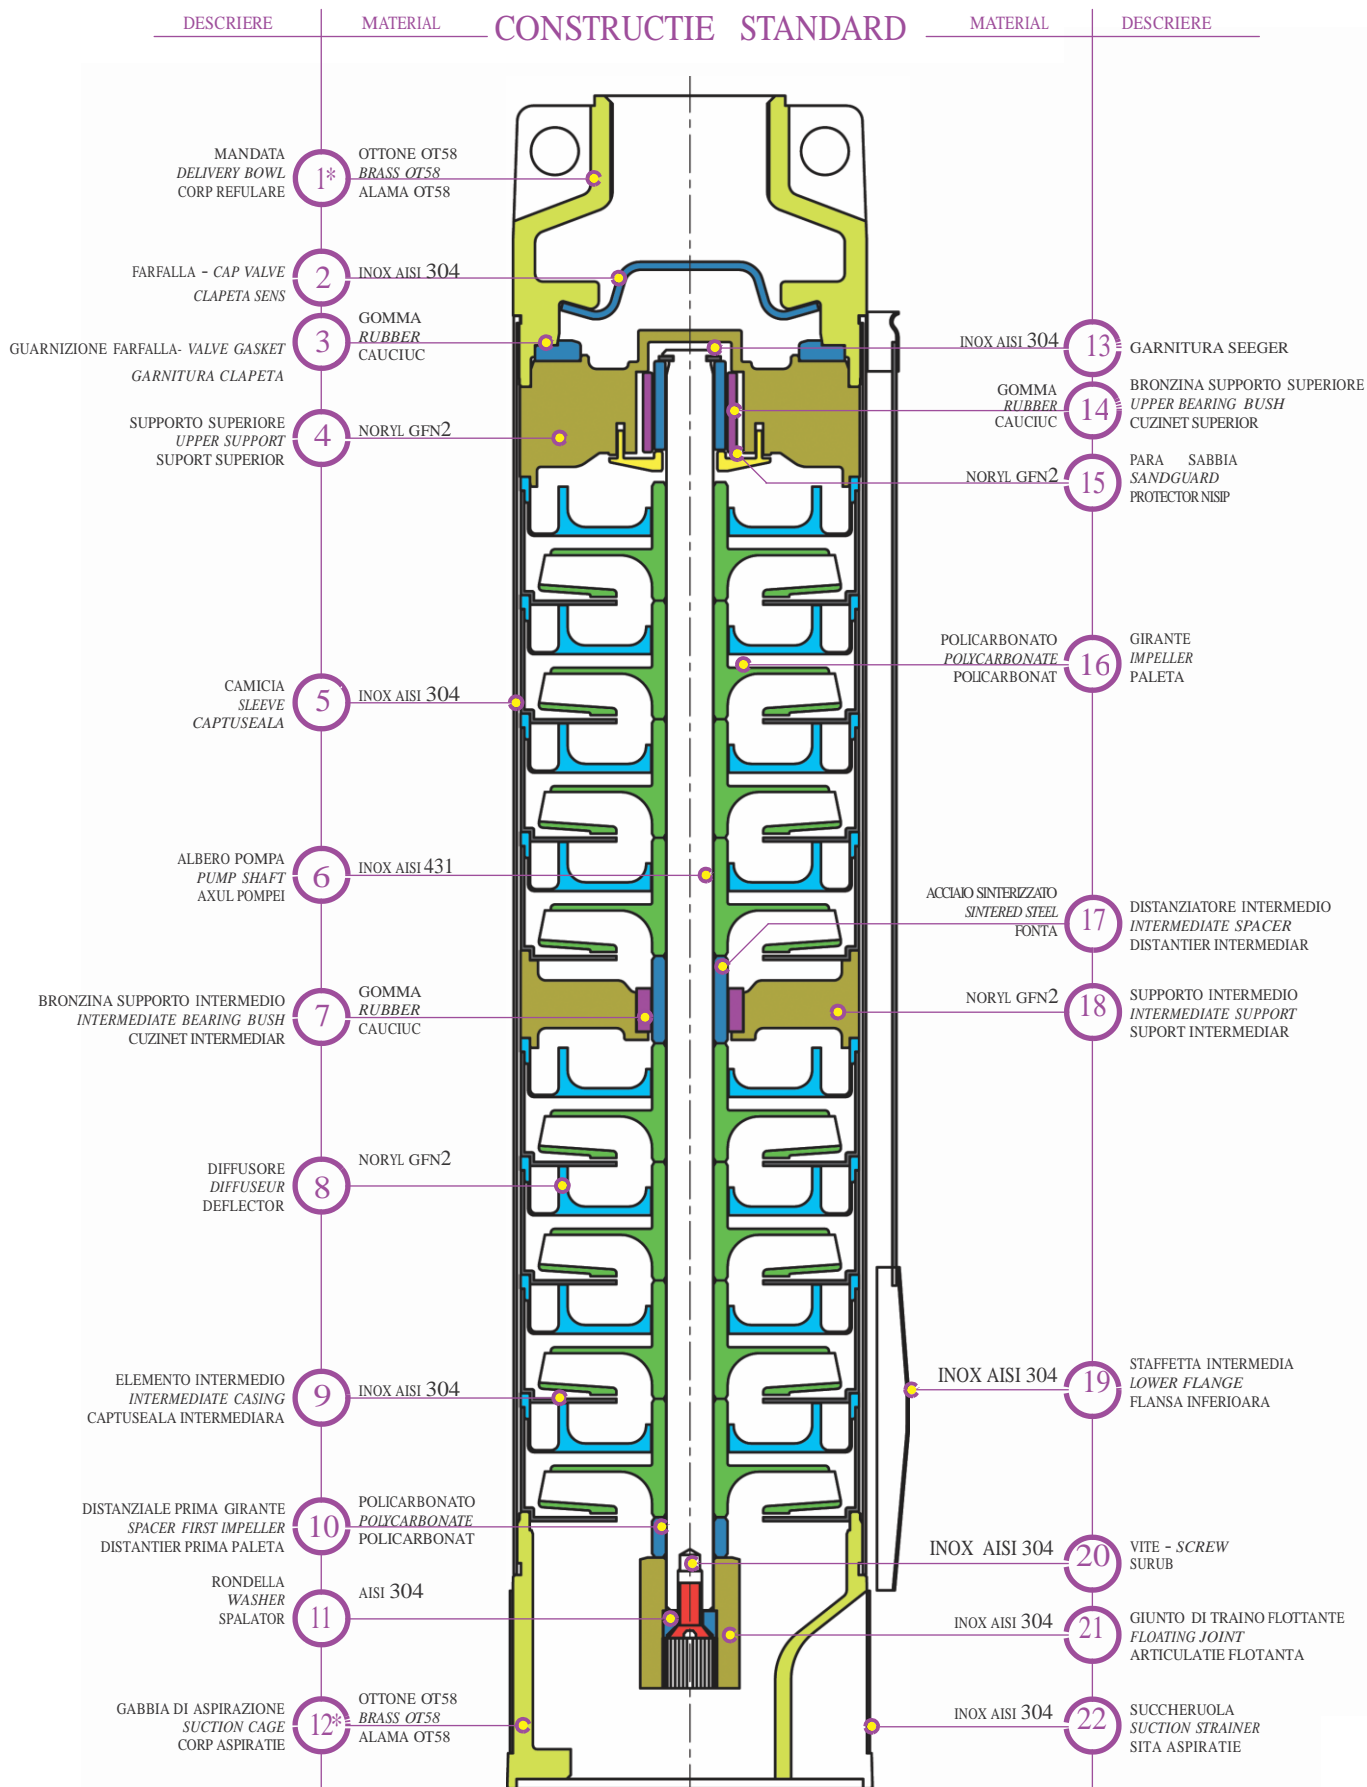 DESCRIERE MATERIAL CONSTRUCTIE STANDARD MATERIAL DESCRIERE
MANDATA
DELIVERY BOWL
CORP REFULARE
1*
OTTONE OT58
BRASS OT58
ALAMA OT58
FARFALLA - CAP VALVE
CLAPETA SENS
2
INOX AISI 304
GUARNIZIONE FARFALLA- VALVE GASKET
GARNITURA CLAPETA
3
GOMMA
RUBBER
CAUCIUC
SUPPORTO SUPERIORE
UPPER SUPPORT
SUPORT SUPERIOR
4
NORYL GFN2
CAMICIA
SLEEVE
CAPTUSEALA
5
INOX AISI 304
ALBERO POMPA
PUMP SHAFT
AXUL POMPEI
6
INOX AISI 431
BRONZINA SUPPORTO INTERMEDIO
INTERMEDIATE BEARING BUSH
CUZINET INTERMEDIAR
7
GOMMA
RUBBER
CAUCIUC
DIFFUSORE
DIFFUSEUR
DEFLECTOR
8
NORYL GFN2
ELEMENTO INTERMEDIO
INTERMEDIATE CASING
CAPTUSEALA INTERMEDIARA
9
INOX AISI 304
DISTANZIALE PRIMA GIRANTE
SPACER FIRST IMPELLER
DISTANTIER PRIMA PALETA
10
POLICARBONATO
POLYCARBONATE
POLICARBONAT
RONDELLA
WASHER
SPALATOR
11
AISI 304
GABBIA DI ASPIRAZIONE
SUCTION CAGE
CORP ASPIRATIE
12*
OTTONE OT58
BRASS OT58
ALAMA OT58
INOX AISI 304
13
GARNITURA SEEGER
GOMMA
RUBBER
CAUCIUC
14
BRONZINA SUPPORTO SUPERIORE
UPPER BEARING BUSH
CUZINET SUPERIOR
NORYL GFN2
15
PARA SABBIA
SANDGUARD
PROTECTOR NISIP
POLICARBONATO
POLYCARBONATE
POLICARBONAT
16
GIRANTE
IMPELLER
PALETA
ACCIAIO SINTERIZZATO
SINTERED STEEL
FONTA
17
DISTANZIATORE INTERMEDIO
INTERMEDIATE SPACER
DISTANTIER INTERMEDIAR
NORYL GFN2
18
SUPPORTO INTERMEDIO
INTERMEDIATE SUPPORT
SUPORT INTERMEDIAR
INOX AISI 304
19
STAFFETTA INTERMEDIA
LOWER FLANGE
FLANSA INFERIOARA
INOX AISI 304
20
VITE - SCREW
SURUB
INOX AISI 304
21
GIUNTO DI TRAINO FLOTTANTE
FLOATING JOINT
ARTICULATIE FLOTANTA
INOX AISI 304
22
SUCCHERUOLA
SUCTION STRAINER
SITA ASPIRATIE